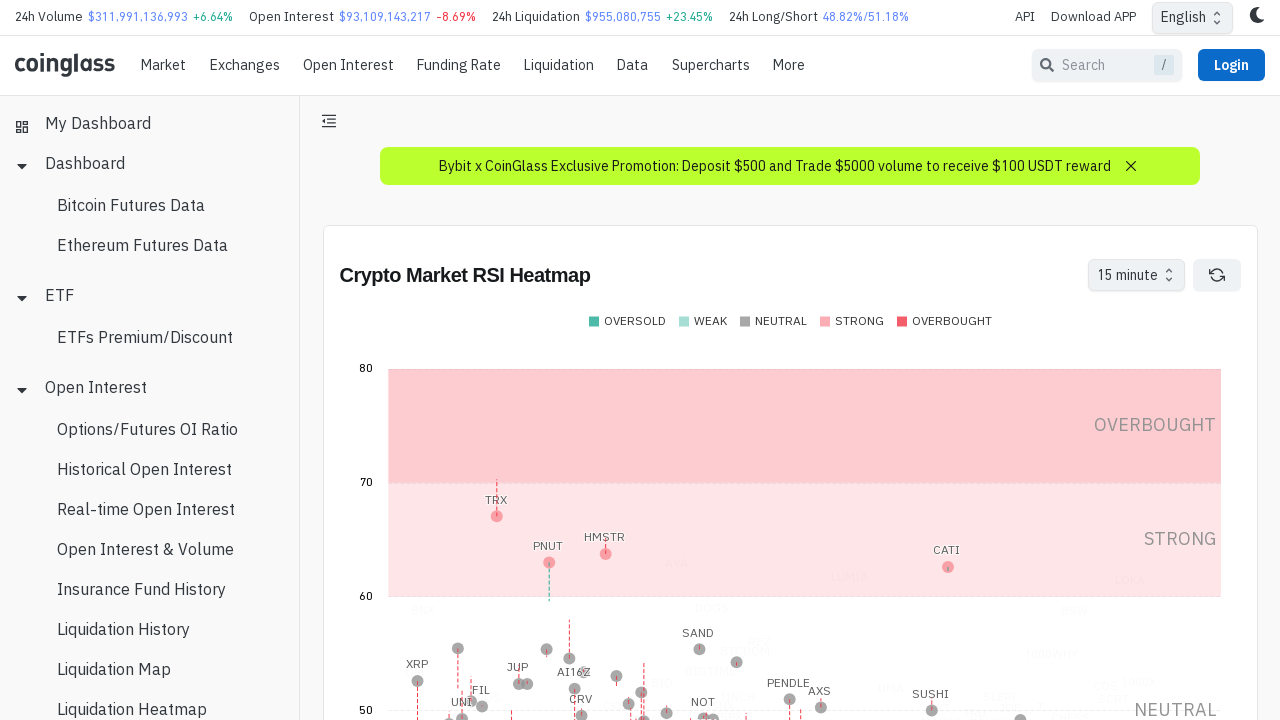 24h Volume $311,991,136,993 +6.64% Open Interest $93,109,143,217 -8.69% 24h Liquidation $955,080,755 +23.45% 24h Long/Short 48.82%/51.18% API Download APP English
coinglass Market Exchanges Open Interest Funding Rate Liquidation Data Supercharts More Search / Login
My Dashboard
Dashboard
Bitcoin Futures Data
Ethereum Futures Data
ETF
ETFs Premium/Discount
Open Interest
Options/Futures OI Ratio
Historical Open Interest
Real-time Open Interest
Open Interest & Volume
Insurance Fund History
Liquidation History
Liquidation Map
Liquidation Heatmap
Bybit x CoinGlass Exclusive Promotion: Deposit $500 and Trade $5000 volume to receive $100 USDT reward
Crypto Market RSI Heatmap 15 minute
OVERSOLD WEAK NEUTRAL STRONG OVERBOUGHT
80
OVERBOUGHT
70
TRX
HMSTR
STRONG
PNUT
CATI
60
SAND
XRP
JUP
AI16Z
PENDLE
FIL
AXS
SUSHI
CRV
UNI
NOT
50
NEUTRAL